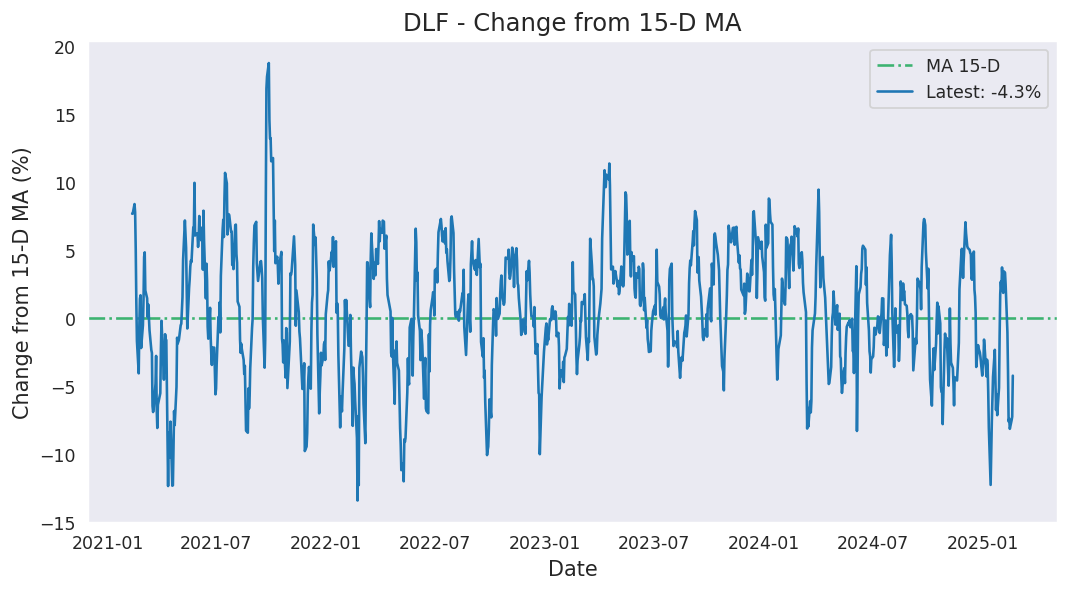 DLF - Change from 15-D MA
MA 15-D
Latest: -4.3%
Change from 15-D MA (%)
20
15
10
5
0
−5
−10
−15
2021-01 2021-07 2022-01 2022-07 2023-01 2023-07 2024-01 2024-07 2025-01
Date